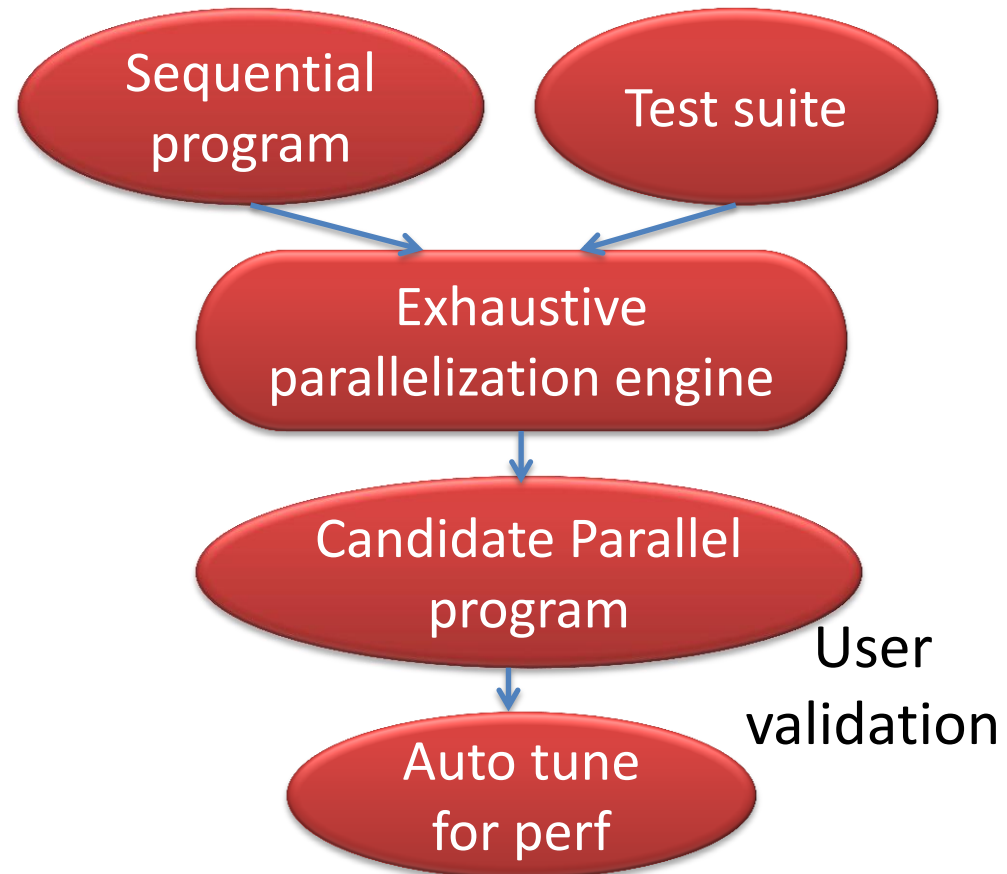 Sequential
program
Test suite
Exhaustive
parallelization engine
Candidate Parallel
program
User
validation
Auto tune
for perf